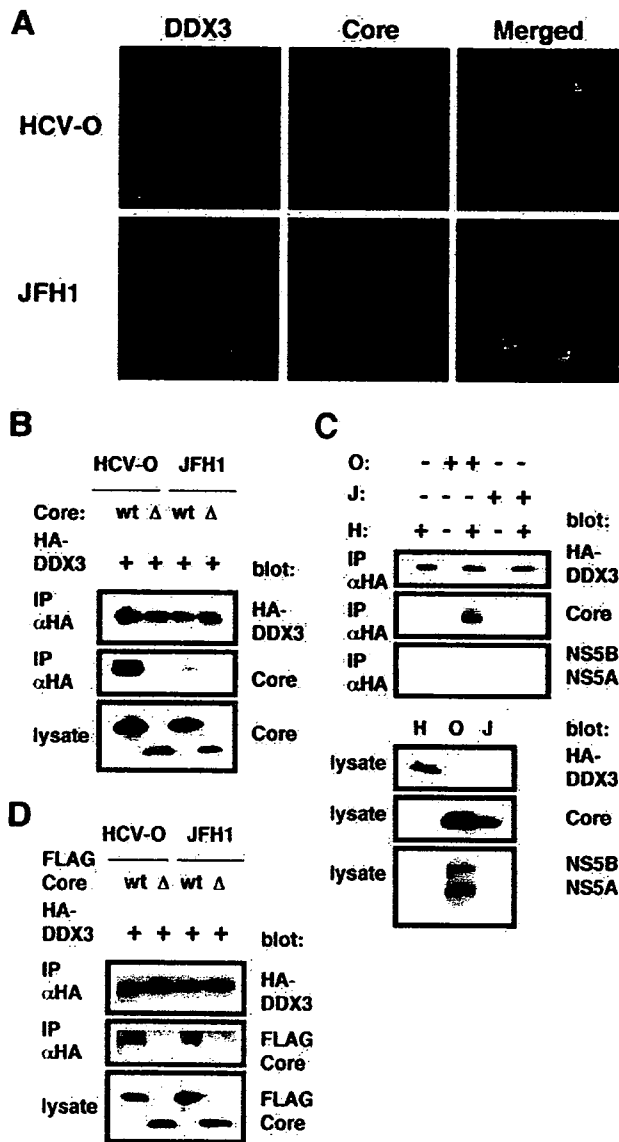 A
DDX3 Core Merged
HCV-O
JFH1
B
HCV-O JFH1
Core: wt Δ wt Δ
HA-
DDX3 + + + + blot:
IP
αHA HA-
DDX3
IP
αHA Core
lysate Core
C
O: - + + - -
J: - - - + +
H: + - + - + blot:
IP
αHA HA-
DDX3
IP
αHA Core
IP
αHA NS5B
NS5A
H O J blot:
lysate HA-
DDX3
lysate Core
lysate NS5B
NS5A
D
HCV-O JFH1
FLAG
Core wt Δ wt Δ
HA-
DDX3 + + + + blot:
IP
αHA HA-
DDX3
IP
αHA FLAG
Core
lysate FLAG
Core